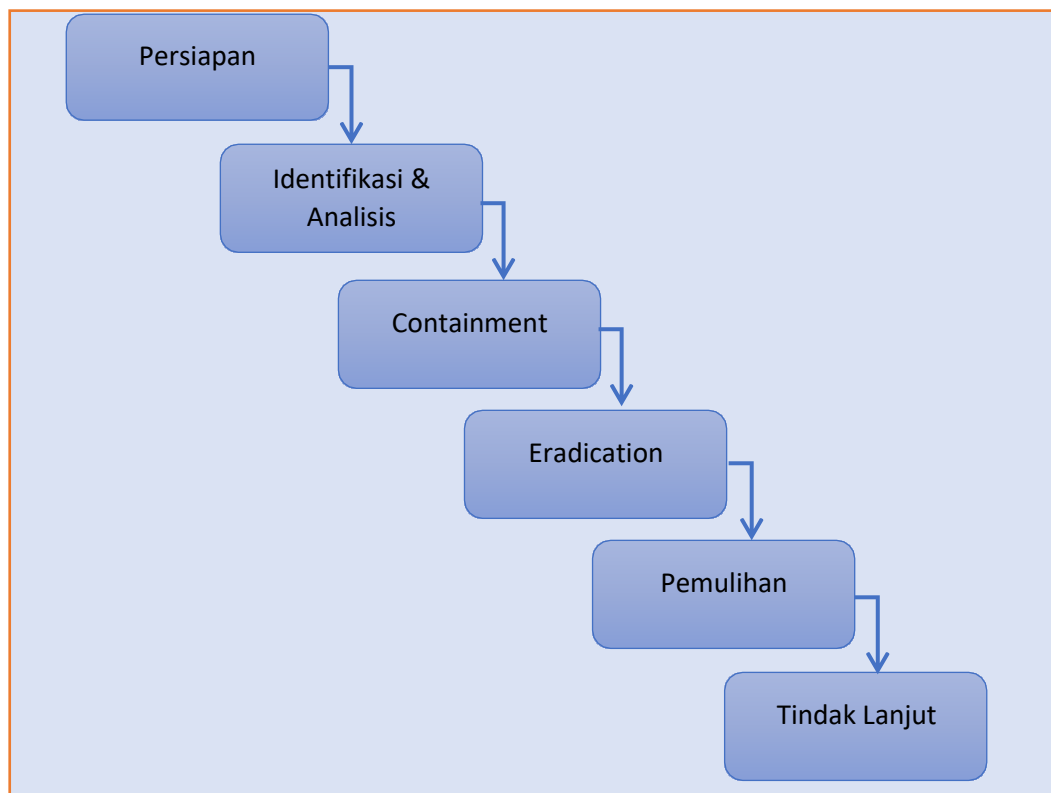 Persiapan
Identifikasi &
Analisis
Containment
Eradication
Pemulihan
Tindak Lanjut